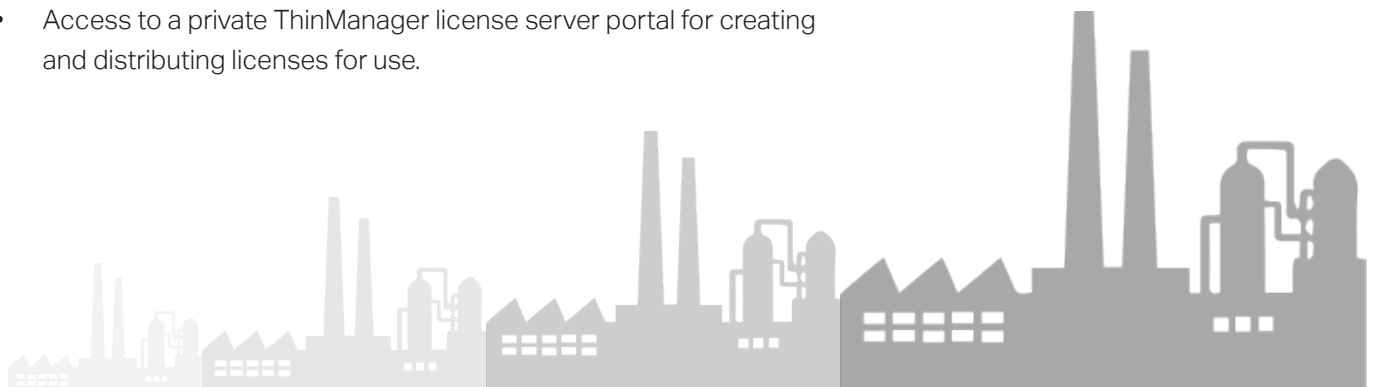 • Access to a private ThinManager license server portal for creating
and distributing licenses for use.